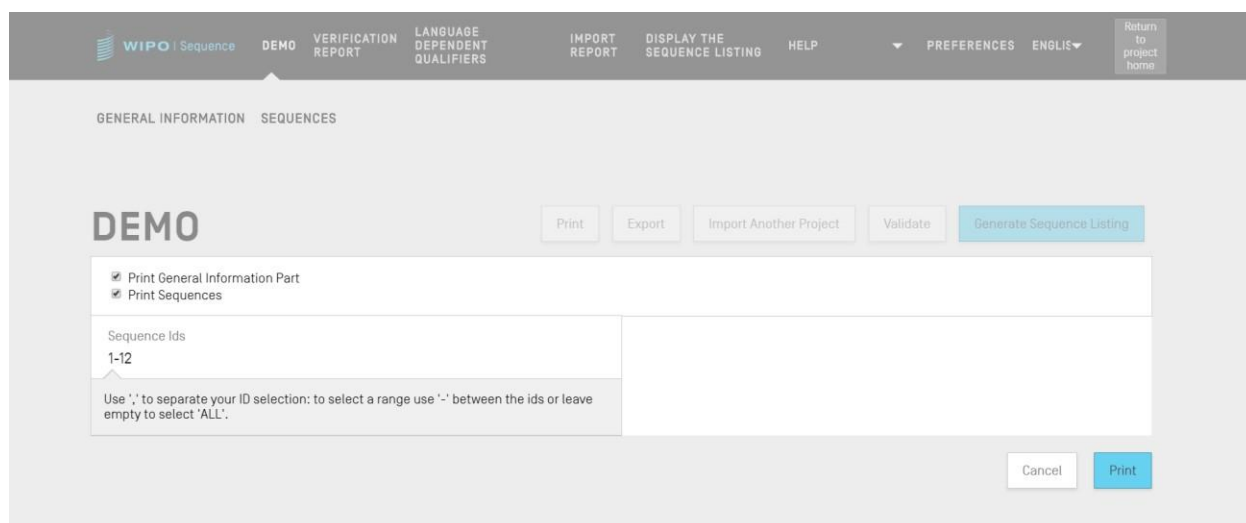 WIPO | Sequence
DEMO
VERIFICATION
REPORT
LANGUAGE
DEPENDENT
QUALIFIERS
IMPORT
REPORT
DISPLAY THE
SEQUENCE LISTING
HELP
PREFERENCES
ENGLIS
Return
to
project
home
GENERAL INFORMATION
SEQUENCES
DEMO
Print
Export
Import Another Project
Validate
Generate Sequence Listing
Print General Information Part
Print Sequences
Sequence Ids
1-12
Use ',' to separate your ID selection: to select a range use '-' between the ids or leave
empty to select 'ALL'.
Cancel
Print